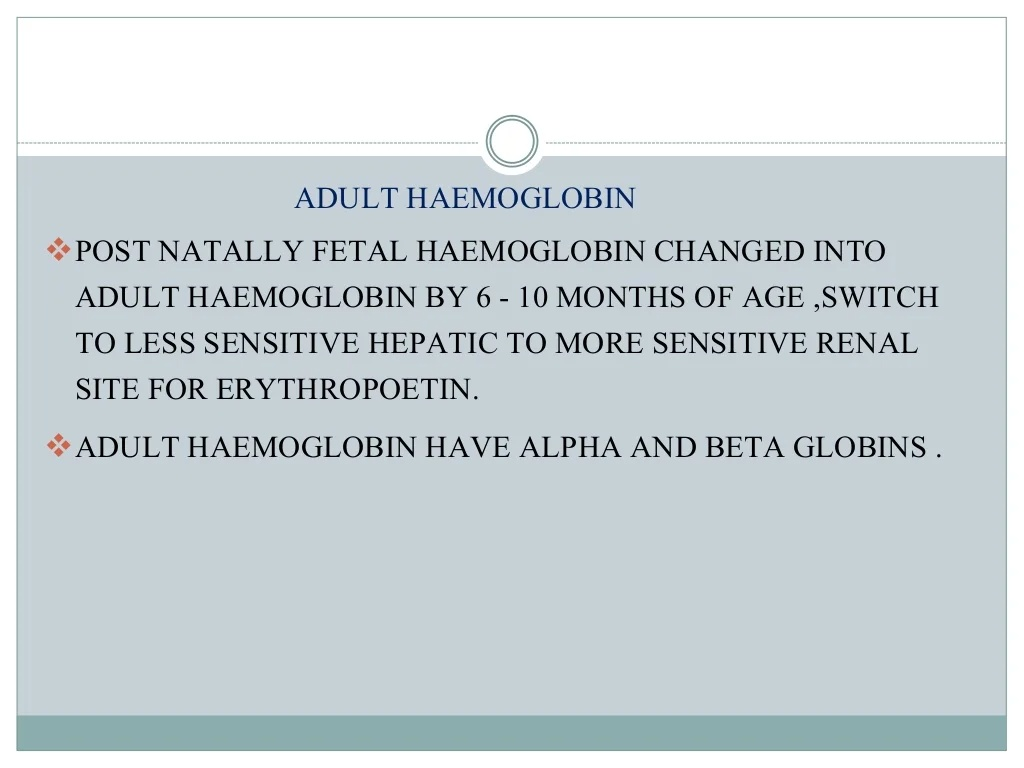 ADULT HAEMOGLOBIN
POST NATALLY FETAL HAEMOGLOBIN CHANGED INTO
ADULT HAEMOGLOBIN BY 6 - 10 MONTHS OF AGE ,SWITCH
TO LESS SENSITIVE HEPATIC TO MORE SENSITIVE RENAL
SITE FOR ERYTHROPOETIN.
ADULT HAEMOGLOBIN HAVE ALPHA AND BETA GLOBINS .